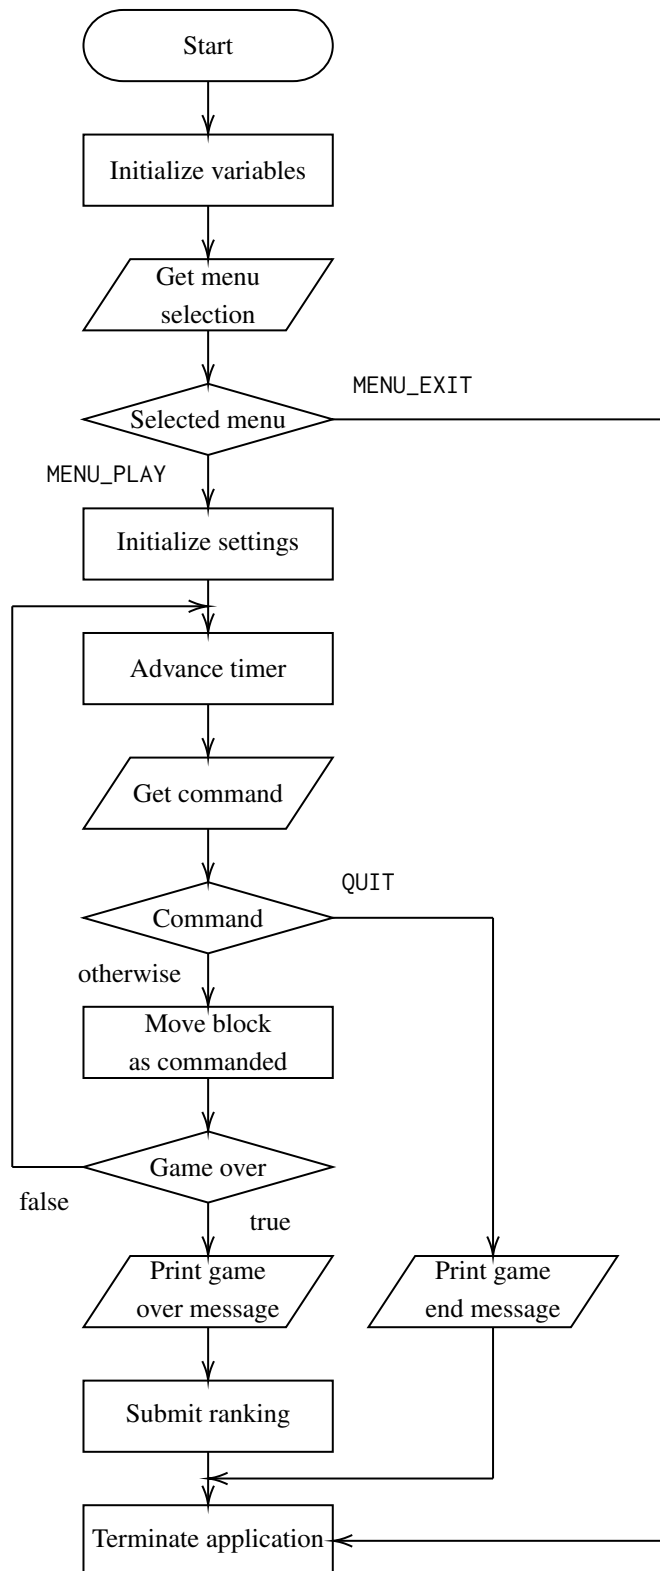 Start
Initialize variables
Get menu
selection
MENU_EXIT
Selected menu
MENU_PLAY
Initialize settings
Advance timer
Get command
QUIT
Command
otherwise
Move block
as commanded
Game over
false
true
Print game
over message
Print game
end message
Submit ranking
Terminate application